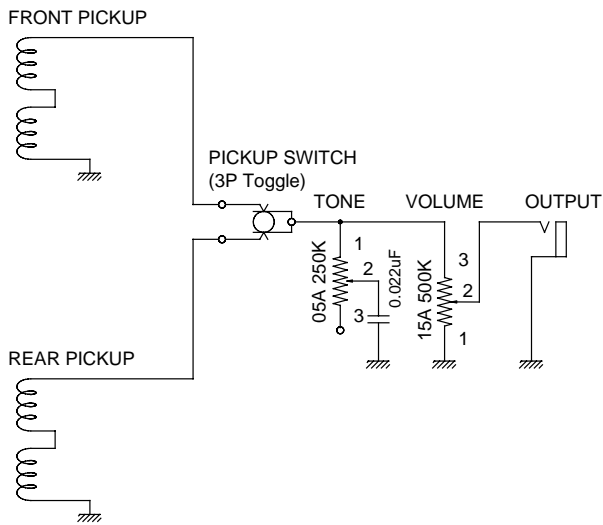 FRONT PICKUP
PICKUP SWITCH
(3P Toggle)
TONE
VOLUME
OUTPUT
1
2
3
05A 250K
0.022uF
3
2
1
15A 500K
REAR PICKUP